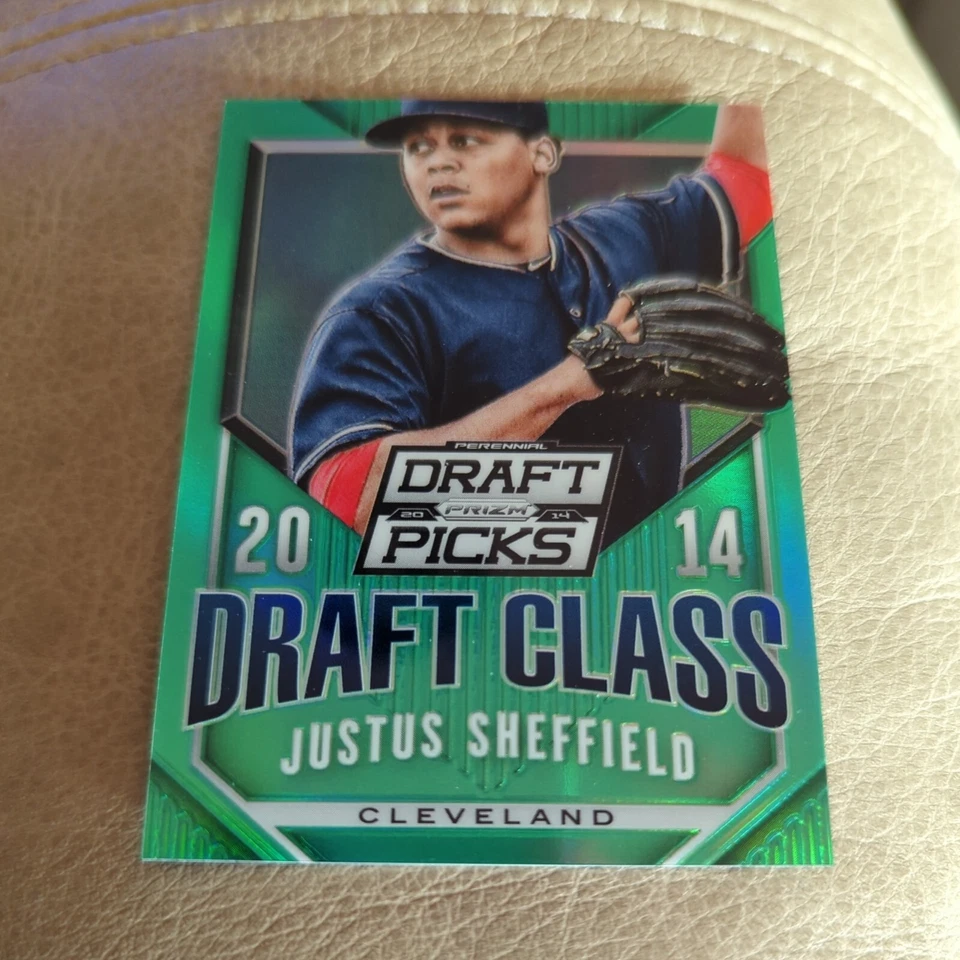 PERENNIAL
DRAFT
20 PRIZM 14
PICKS
20 14
DRAFT CLASS
JUSTUS SHEFFIELD
CLEVELAND